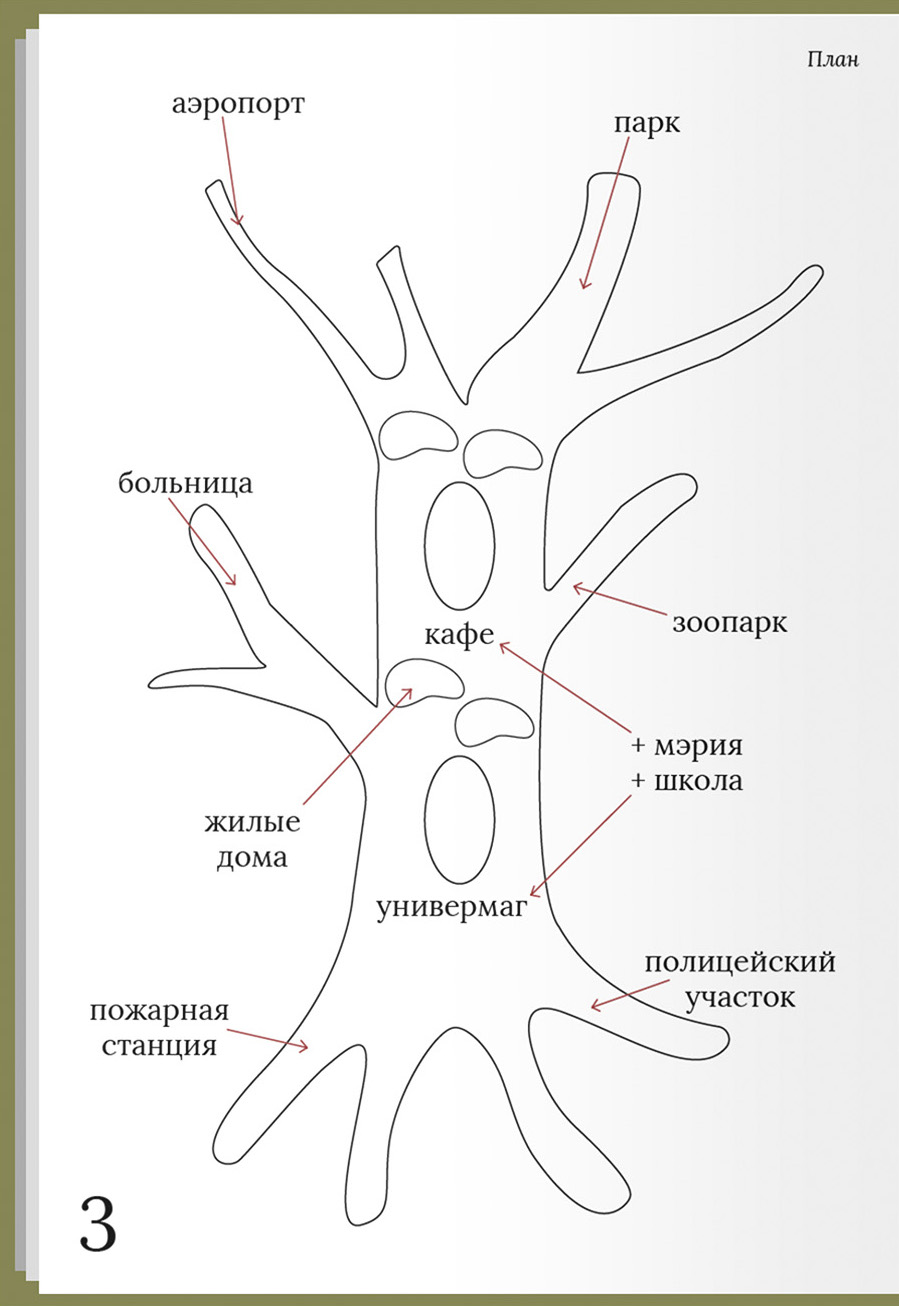 План
аэропорт
парк
больница
зоопарк
кафе
+ мэрия
+ школа
жилые
дома
универмаг
полицейский
участок
пожарная
станция
3